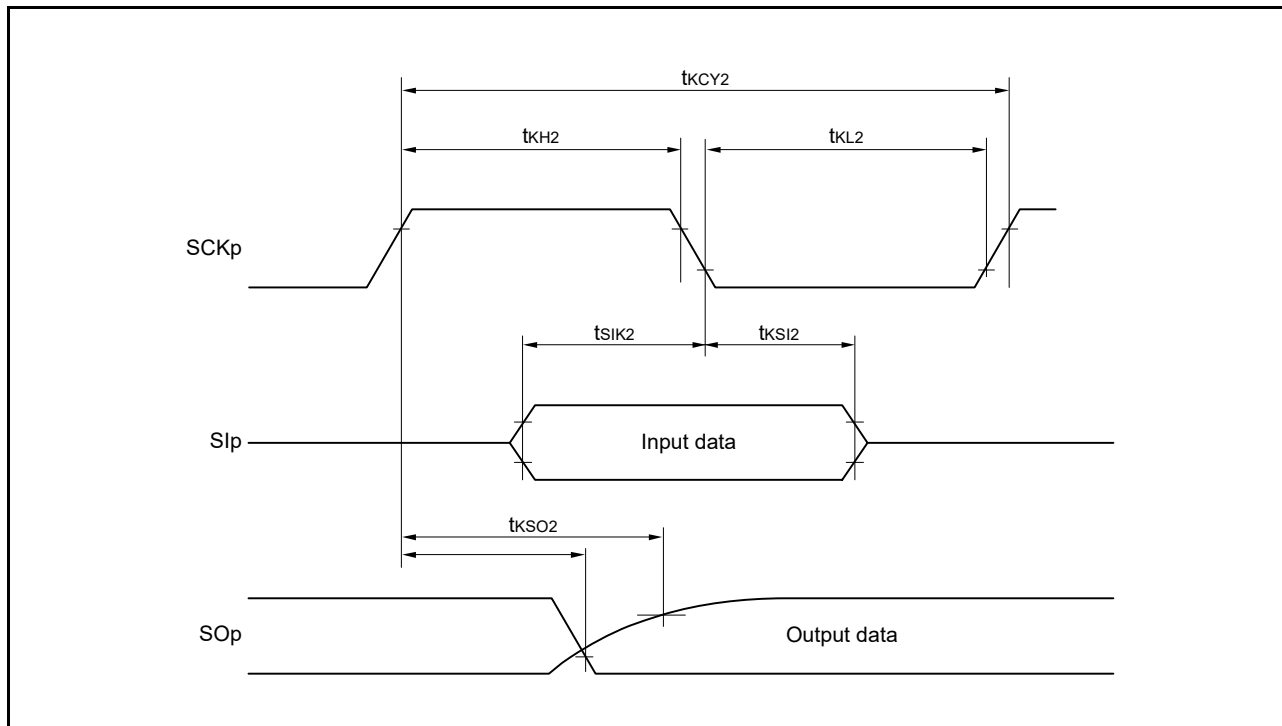 tKCY2
tKH2
tKL2
SCKp
tSIK2
tKSI2
SIp
Input data
tKSO2
SOp
Output data